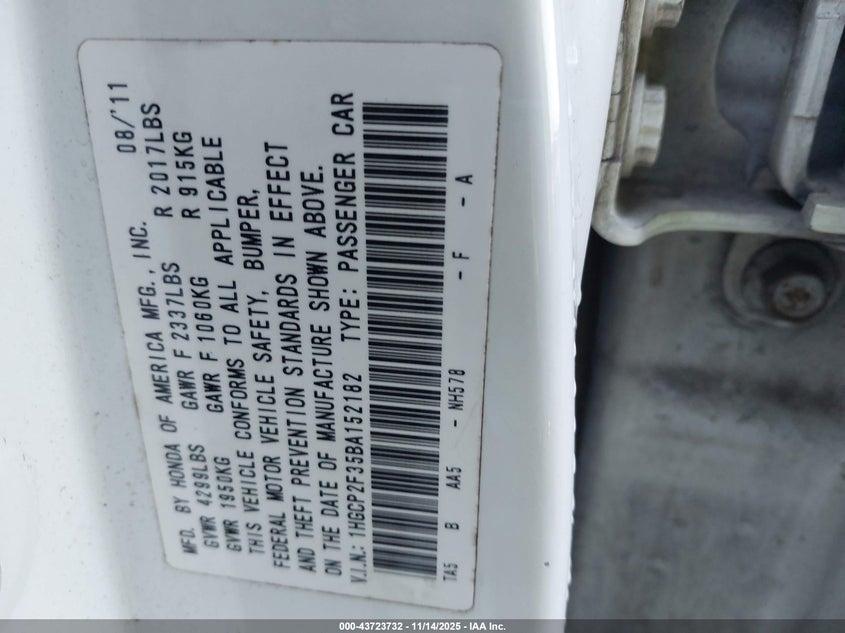 MFD. BY HONDA OF AMERICA MFG., INC. 08/'11
GVWR 4299LBS GAWR F 2337LBS R 2017LBS
GVWR 1950KG GAWR F 1060KG R 915KG
THIS VEHICLE CONFORMS TO ALL APPLICABLE
FEDERAL MOTOR VEHICLE SAFETY, BUMPER,
AND THEFT PREVENTION STANDARDS IN EFFECT
ON THE DATE OF MANUFACTURE SHOWN ABOVE.
V.I.N.: 1HGCP2F35BA152182 TYPE: PASSENGER CAR
TA5 B AA5 - NH578 - F - A
000-43723732 - 11/14/2025 - IAA Inc.